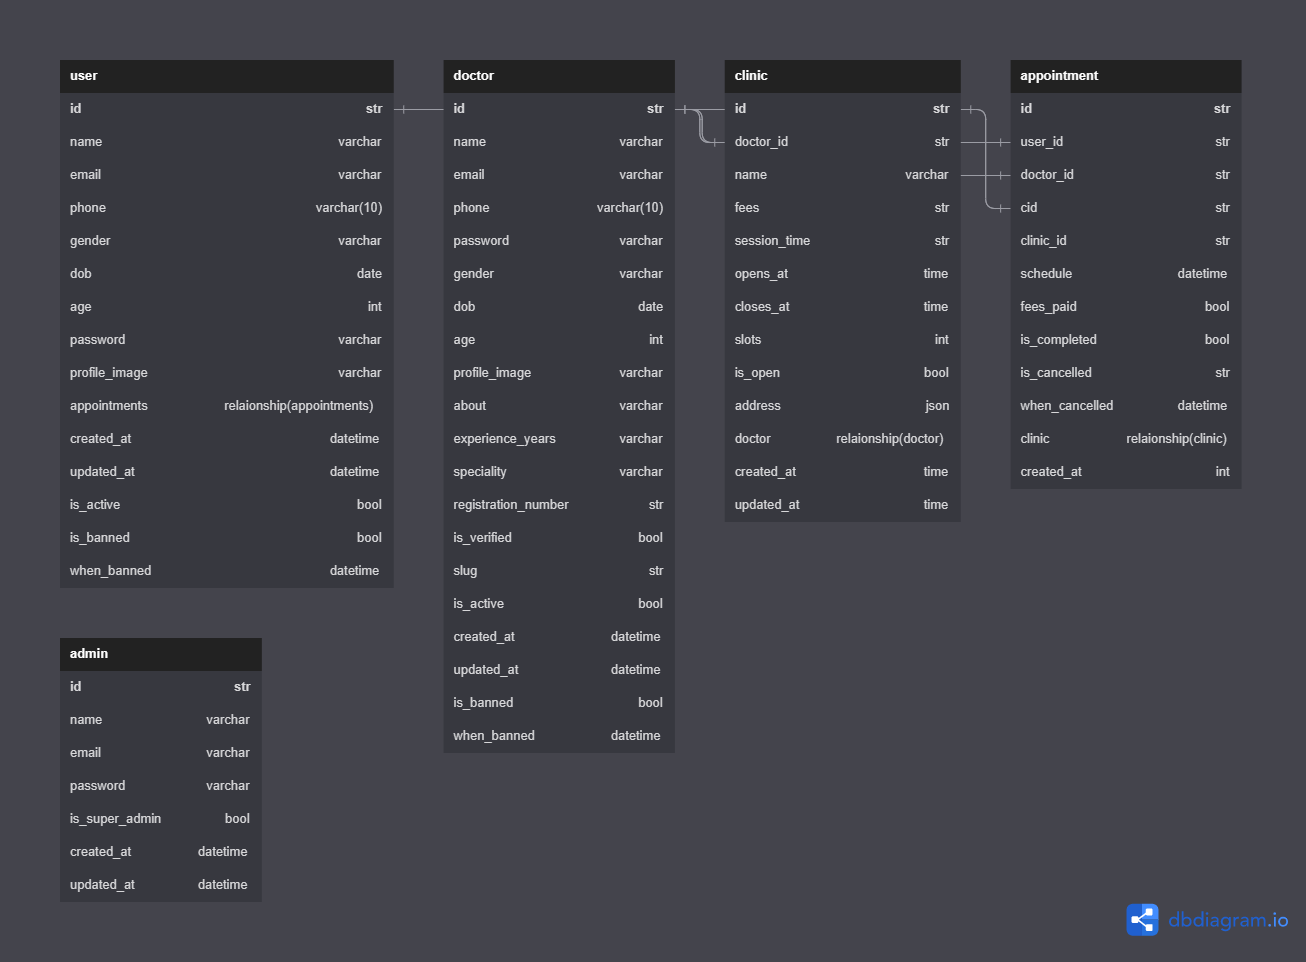 user
id str
name varchar
email varchar
phone varchar(10)
gender varchar
dob date
age int
password varchar
profile_image varchar
appointments relaionship(appointments)
created_at datetime
updated_at datetime
is_active bool
is_banned bool
when_banned datetime
doctor
id str
name varchar
email varchar
phone varchar(10)
password varchar
gender varchar
dob date
age int
profile_image varchar
about varchar
experience_years varchar
speciality varchar
registration_number str
is_verified bool
slug str
is_active bool
created_at datetime
updated_at datetime
is_banned bool
when_banned datetime
clinic
id str
doctor_id str
name varchar
fees str
session_time str
opens_at time
closes_at time
slots int
is_open bool
address json
doctor relaionship(doctor)
created_at time
updated_at time
appointment
id str
user_id str
doctor_id str
cid str
clinic_id str
schedule datetime
fees_paid bool
is_completed bool
is_cancelled str
when_cancelled datetime
clinic relaionship(clinic)
created_at int
admin
id str
name varchar
email varchar
password varchar
is_super_admin bool
created_at datetime
updated_at datetime
dbdiagram.io